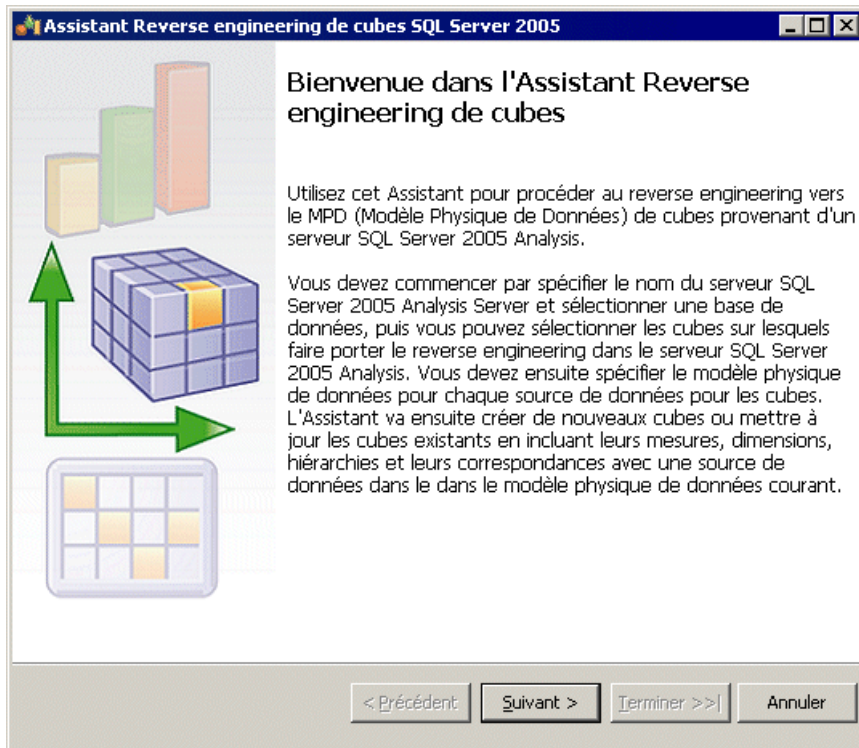 Assistant Reverse engineering de cubes SQL Server 2005
Bienvenue dans l'Assistant Reverse
engineering de cubes
Utilisez cet Assistant pour procéder au reverse engineering vers
le MPD (Modèle Physique de Données) de cubes provenant d'un
serveur SQL Server 2005 Analysis.
Vous devez commencer par spécifier le nom du serveur SQL
Server 2005 Analysis Server et sélectionner une base de
données, puis vous pouvez sélectionner les cubes sur lesquels
faire porter le reverse engineering dans le serveur SQL Server
2005 Analysis. Vous devez ensuite spécifier le modèle physique
de données pour chaque source de données pour les cubes.
L'Assistant va ensuite créer de nouveaux cubes ou mettre à
jour les cubes existants en incluant leurs mesures, dimensions,
hiérarchies et leurs correspondances avec une source de
données dans le dans le modèle physique de données courant.
< Précédent
Suivant >
Terminer >>|
Annuler